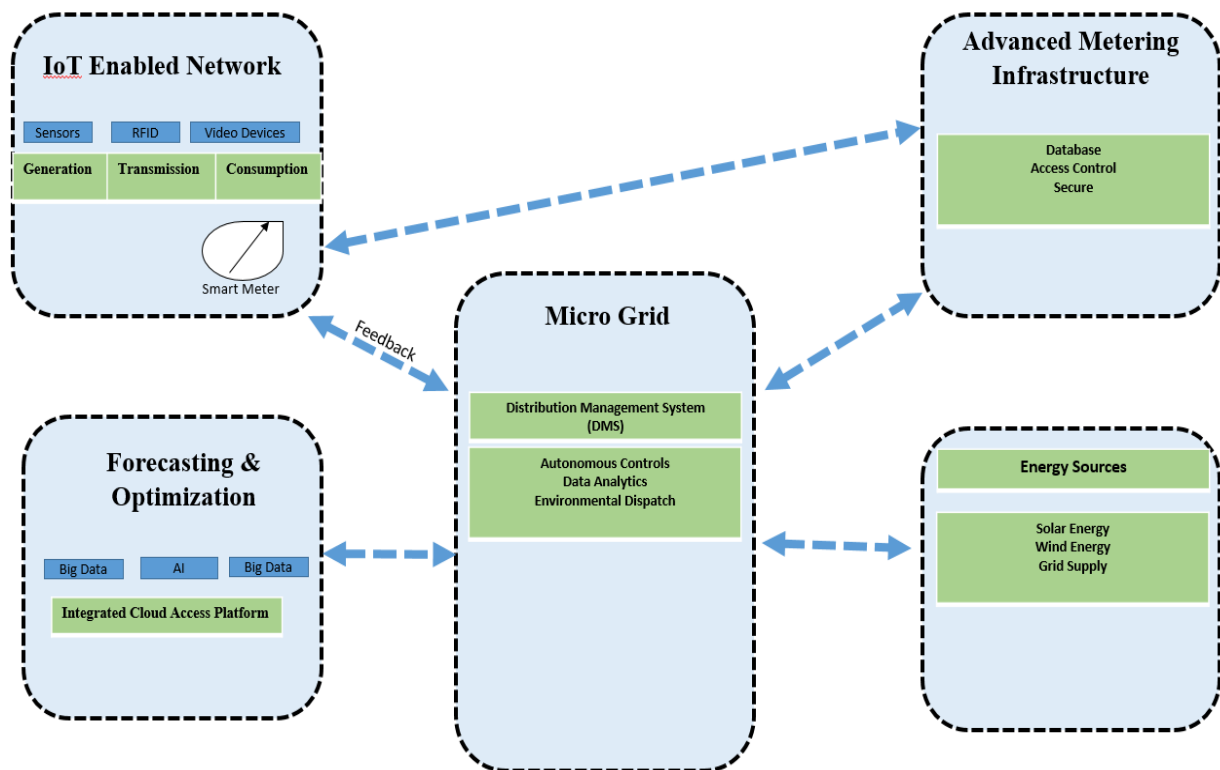 IoT Enabled Network
Sensors
RFID
Video Devices
Generation
Transmission
Consumption
Smart Meter
Advanced Metering
Infrastructure
Database
Access Control
Secure
Feedback
Micro Grid
Distribution Management System
(DMS)
Autonomous Controls
Data Analytics
Environmental Dispatch
Forecasting &
Optimization
Big Data
AI
Big Data
Integrated Cloud Access Platform
Energy Sources
Solar Energy
Wind Energy
Grid Supply